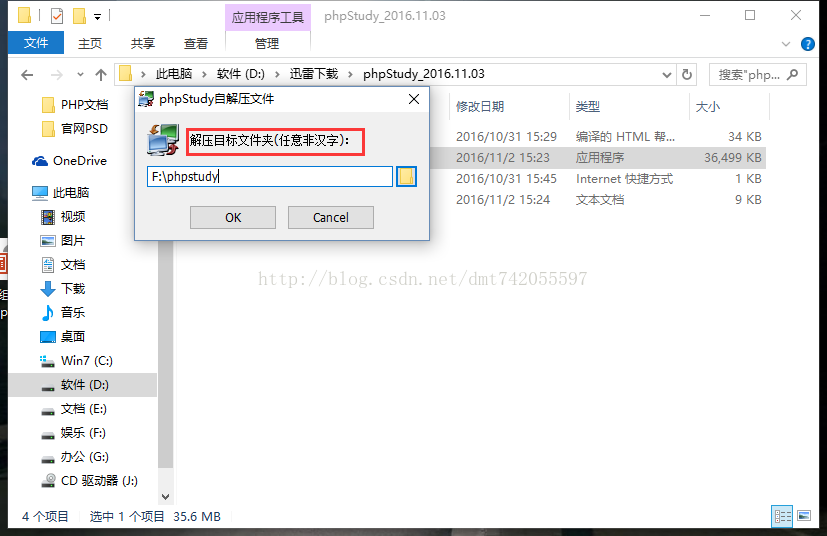 应用程序工具 phpStudy_2016.11.03
文件 主页 共享 查看 管理
此电脑 软件 (D:) 迅雷下载 phpStudy_2016.11.03
搜索"php...
phpStudy自解压文件
解压目标文件夹(任意非汉字):
F:\phpstudy
OK Cancel
修改日期 类型 大小
2016/10/31 15:29 编译的 HTML 帮... 34 KB
2016/11/2 15:23 应用程序 36,499 KB
2016/10/31 15:45 Internet 快捷方式 1 KB
2016/11/2 15:24 文本文档 9 KB
PHP文档
官网PSD
OneDrive
此电脑
视频
图片
文档
下载
音乐
桌面
Win7 (C:)
软件 (D:)
文档 (E:)
娱乐 (F:)
办公 (G:)
CD 驱动器 (J:)
http://blog.csdn.net/dmt742055597
4 个项目 选中 1 个项目 35.6 MB